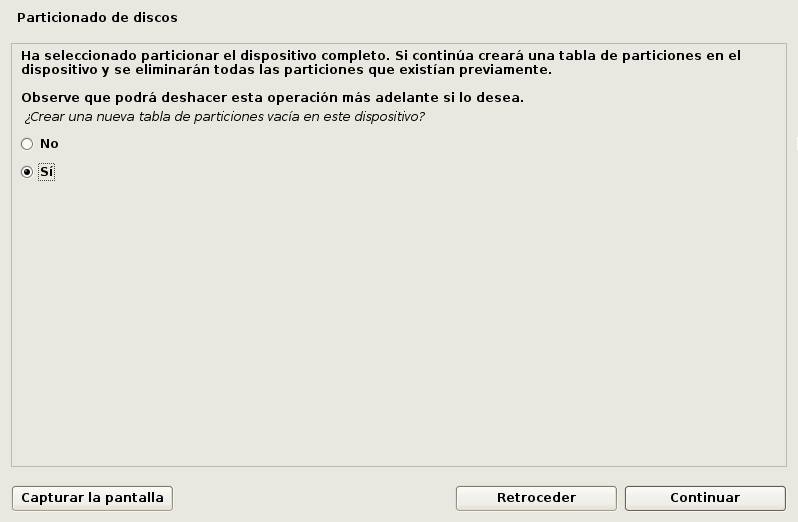 Particionado de discos
Ha seleccionado particionar el dispositivo completo. Si continúa creará una tabla de particiones en el
dispositivo y se eliminarán todas las particiones que existían previamente.
Observe que podrá deshacer esta operación más adelante si lo desea.
¿Crear una nueva tabla de particiones vacía en este dispositivo?
No
Sí
Capturar la pantalla
Retroceder
Continuar